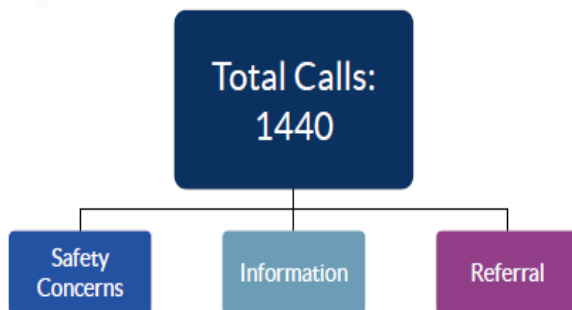 Total Calls:
1440
Safety
Concerns
Information
Referral